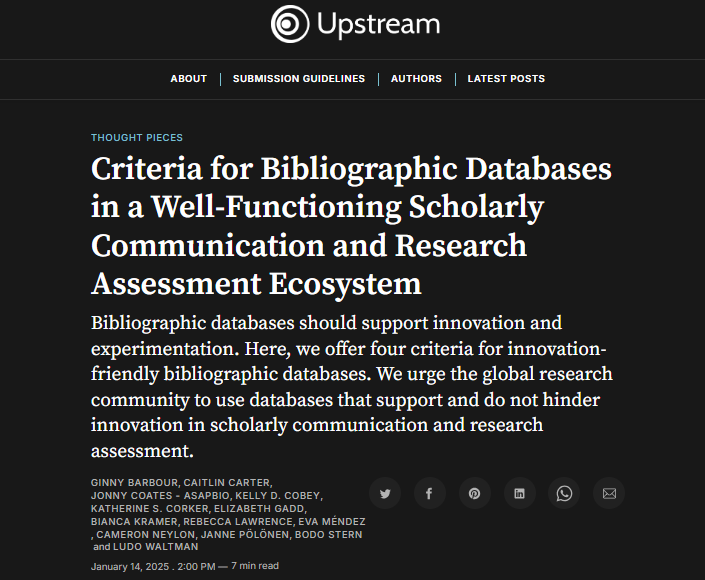 Upstream
ABOUT | SUBMISSION GUIDELINES | AUTHORS | LATEST POSTS
THOUGHT PIECES
Criteria for Bibliographic Databases
in a Well-Functioning Scholarly
Communication and Research
Assessment Ecosystem
Bibliographic databases should support innovation and
experimentation. Here, we offer four criteria for innovation-
friendly bibliographic databases. We urge the global research
community to use databases that support and do not hinder
innovation in scholarly communication and research
assessment.
GINNY BARBOUR, CAITLIN CARTER,
JONNY COATES - ASAPBIO, KELLY D. COBEY,
KATHERINE S. CORKER, ELIZABETH GADD,
BIANCA KRAMER, REBECCA LAWRENCE, EVA MÉNDEZ
, CAMERON NEYLON, JANNE PÖLÖNEN, BODO STERN
and LUDO WALTMAN
January 14, 2025 . 2:00 PM — 7 min read